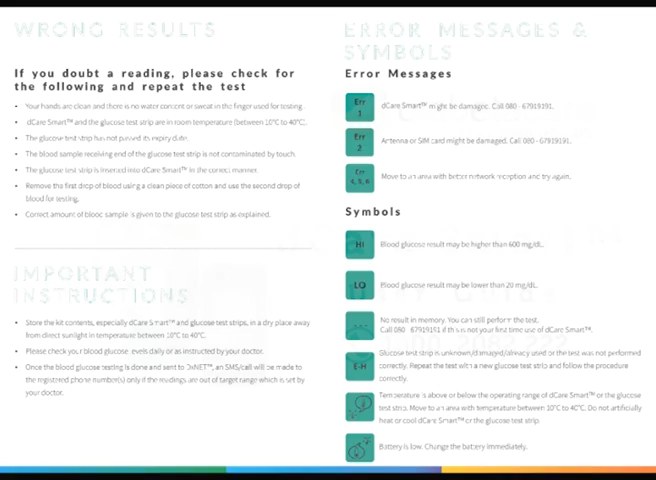 WRONG RESULTS
If you doubt a reading, please check for
the following and repeat the test
• Your hands are clean and there is no water content or sweat in the finger used for testing.
• dCare Smart™ and the glucose test strip are in room temperature (between 10°C to 40°C).
• The glucose test strip has not passed its expiry date.
• The blood sample receiving end of the glucose test strip is not contaminated by touch.
• The glucose test strip is inserted into dCare Smart™ in the correct manner.
• Remove the first drop of blood using a clean piece of cotton and use the second drop of
blood for testing.
• Correct amount of blood sample is given to the glucose test strip as explained.
IMPORTANT
INSTRUCTIONS
• Store the kit contents, especially dCare Smart™ and glucose test strips, in a dry place away
from direct sunlight in temperature between 10°C to 40°C.
• Please check your blood glucose levels daily or as instructed by your doctor.
• Once the blood glucose testing is done and sent to DxNET™, an SMS/call will be made to
the registered phone number(s) only if the readings are out of target range which is set by
your doctor.
ERROR MESSAGES &
SYMBOLS
Error Messages
Err
1
dCare Smart™ might be damaged. Call 080 - 67919191.
Err
2
Antenna or SIM card might be damaged. Call 080 - 67919191.
Err
4, 5, 6
Move to an area with better network reception and try again.
Symbols
HI
Blood glucose result may be higher than 600 mg/dL.
LO
Blood glucose result may be lower than 20 mg/dL.
No result in memory. You can still perform the test.
Call 080 - 67919191 if this is not your first time use of dCare Smart™.
E-H
Glucose test strip is unknown/damaged/already used or the test was not performed
correctly. Repeat the test with a new glucose test strip and follow the procedure
correctly.
Temperature is above or below the operating range of dCare Smart™ or the glucose
test strip. Move to an area with temperature between 10°C to 40°C. Do not artificially
heat or cool dCare Smart™ or the glucose test strip.
Battery is low. Change the battery immediately.